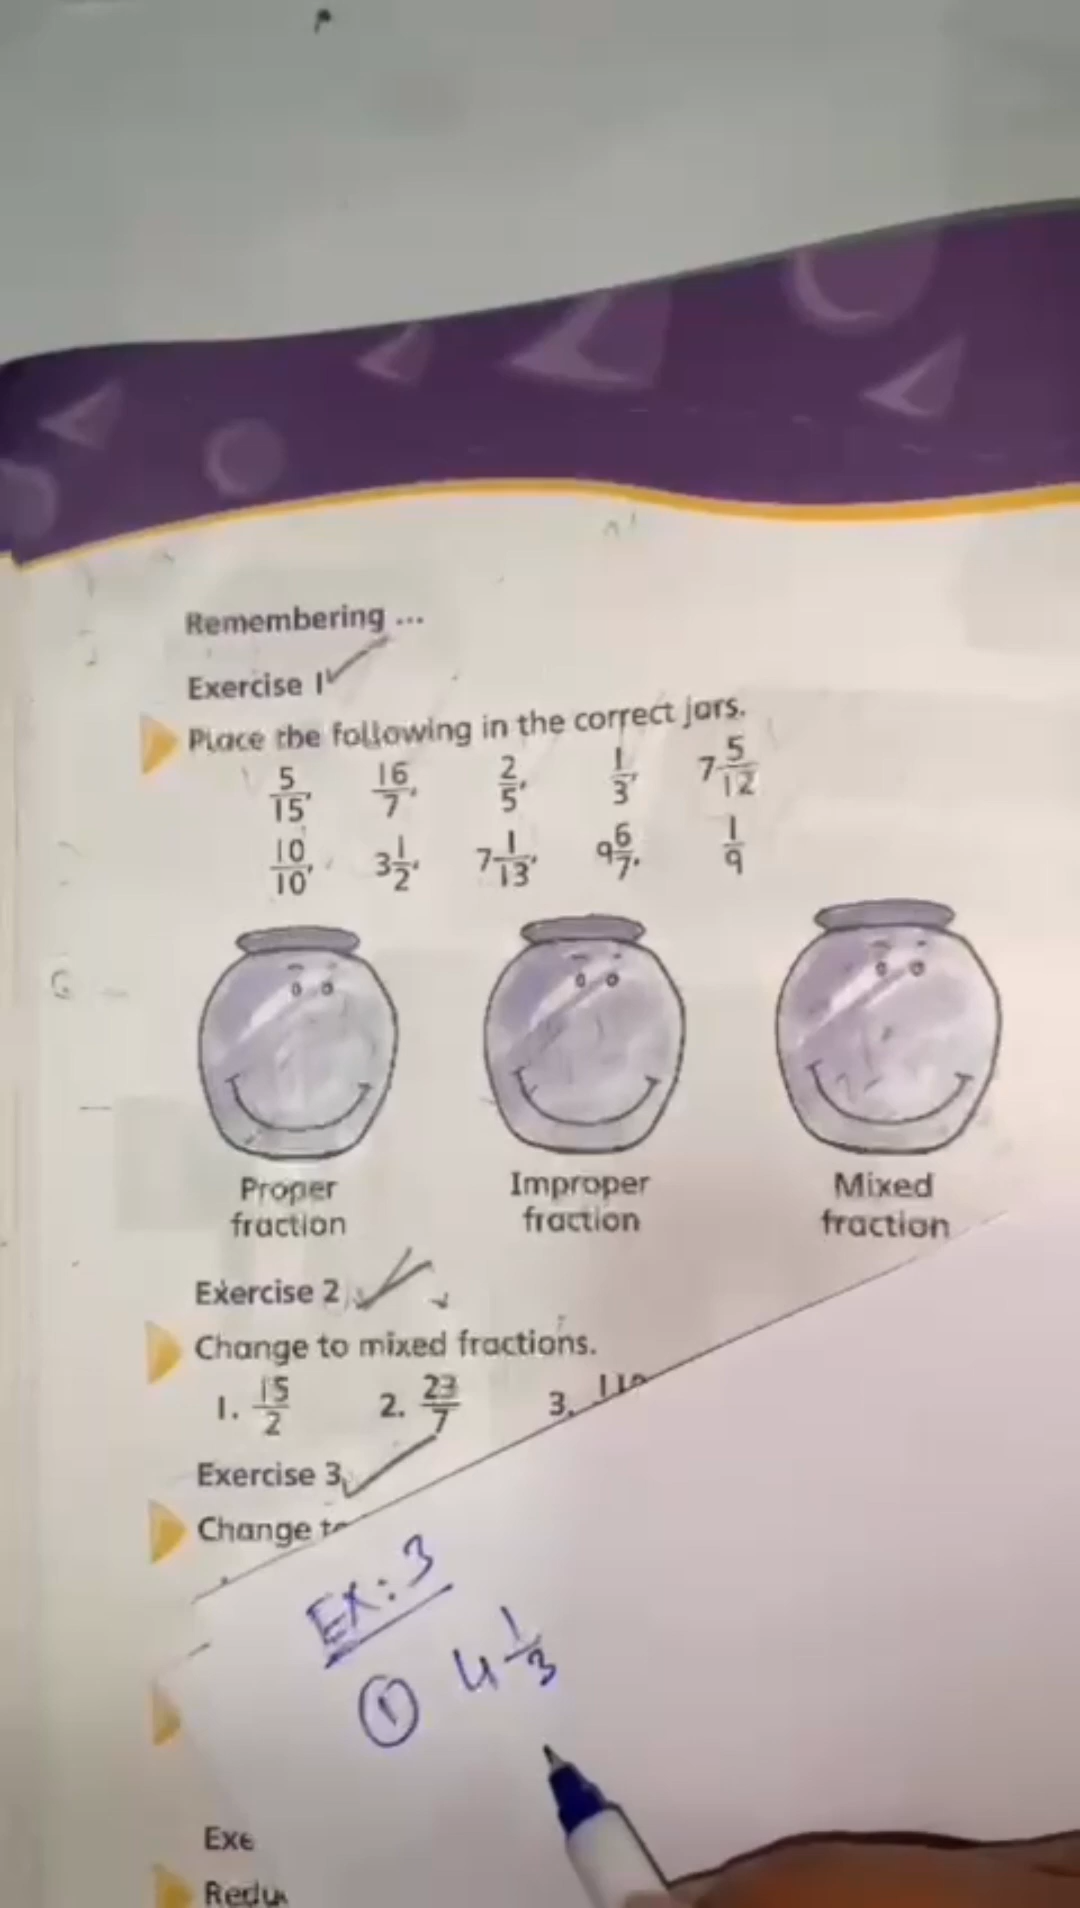 Remembering ...
Exercise 1
Place the following in the correct jars.
5/15, 16/7, 2/5, 1/3, 7 5/12
10/10, 3 1/2, 7 1/13, 9 6/7, 1/9
Proper fraction
Improper fraction
Mixed fraction
Exercise 2
Change to mixed fractions.
1. 15/2 2. 23/7 3.
Exercise 3
Change
Ex: 3
① 4 1/3